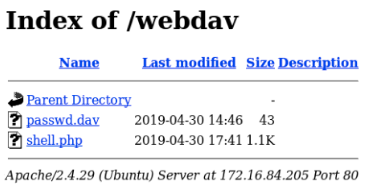 Index of /webdav
Name Last modified Size Description
Parent Directory -
passwd.dav 2019-04-30 14:46 43
shell.php 2019-04-30 17:41 1.1K
Apache/2.4.29 (Ubuntu) Server at 172.16.84.205 Port 80